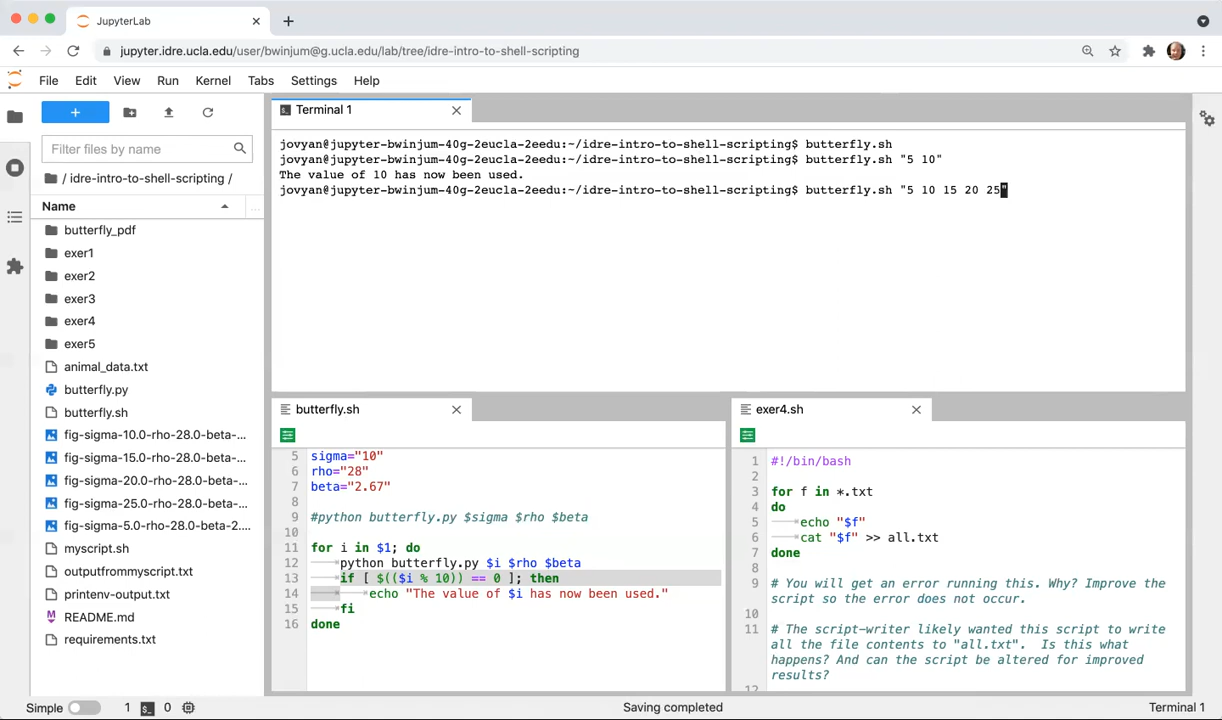 JupyterLab
jupyter.idre.ucla.edu/user/bwinjum@g.ucla.edu/lab/tree/idre-intro-to-shell-scripting
File Edit View Run Kernel Tabs Settings Help
Filter files by name
/ idre-intro-to-shell-scripting /
Name
butterfly_pdf
exer1
exer2
exer3
exer4
exer5
animal_data.txt
butterfly.py
butterfly.sh
fig-sigma-10.0-rho-28.0-beta-...
fig-sigma-15.0-rho-28.0-beta-...
fig-sigma-20.0-rho-28.0-beta-...
fig-sigma-25.0-rho-28.0-beta-...
fig-sigma-5.0-rho-28.0-beta-2....
myscript.sh
outputfrommyscript.txt
printenv-output.txt
README.md
requirements.txt
Terminal 1
jovyan@jupyter-bwinjum-40g-2eucla-2eedu:~/idre-intro-to-shell-scripting$ butterfly.sh
jovyan@jupyter-bwinjum-40g-2eucla-2eedu:~/idre-intro-to-shell-scripting$ butterfly.sh "5 10"
The value of 10 has now been used.
jovyan@jupyter-bwinjum-40g-2eucla-2eedu:~/idre-intro-to-shell-scripting$ butterfly.sh "5 10 15 20 25"
butterfly.sh
5 sigma="10"
6 rho="28"
7 beta="2.67"
8
9 #python butterfly.py $sigma $rho $beta
10
11 for i in $1; do
12 python butterfly.py $i $rho $beta
13 if [ $(($i % 10)) == 0 ]; then
14 echo "The value of $i has now been used."
15 fi
16 done
exer4.sh
1 #!/bin/bash
2
3 for f in *.txt
4 do
5 echo "$f"
6 cat "$f" >> all.txt
7 done
8
9 # You will get an error running this. Why? Improve the
script so the error does not occur.
10
11 # The script-writer likely wanted this script to write
all the file contents to "all.txt".  Is this what
happens? And can the script be altered for improved
results?
12
Simple 1 0 Saving completed Terminal 1